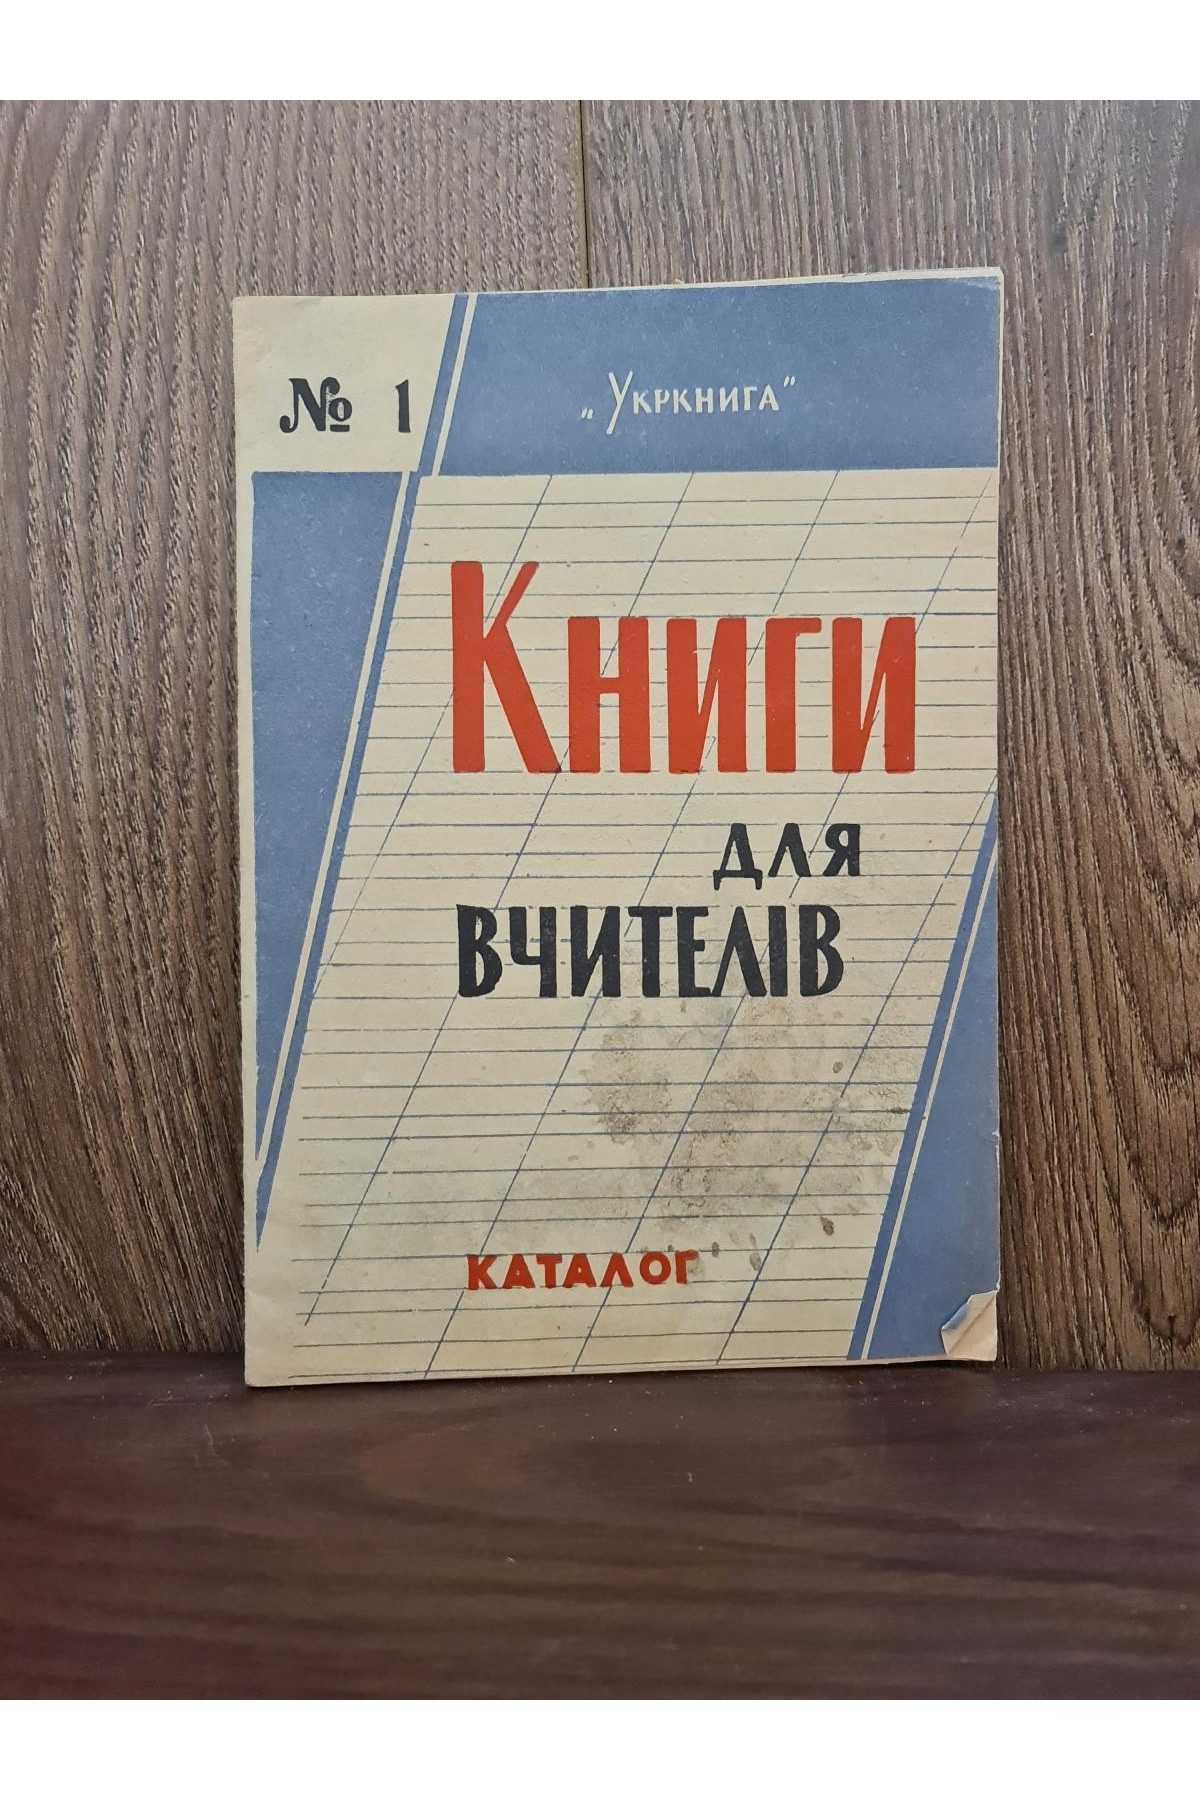 № 1
„Укркнига"
Книги
для
вчителів
каталог